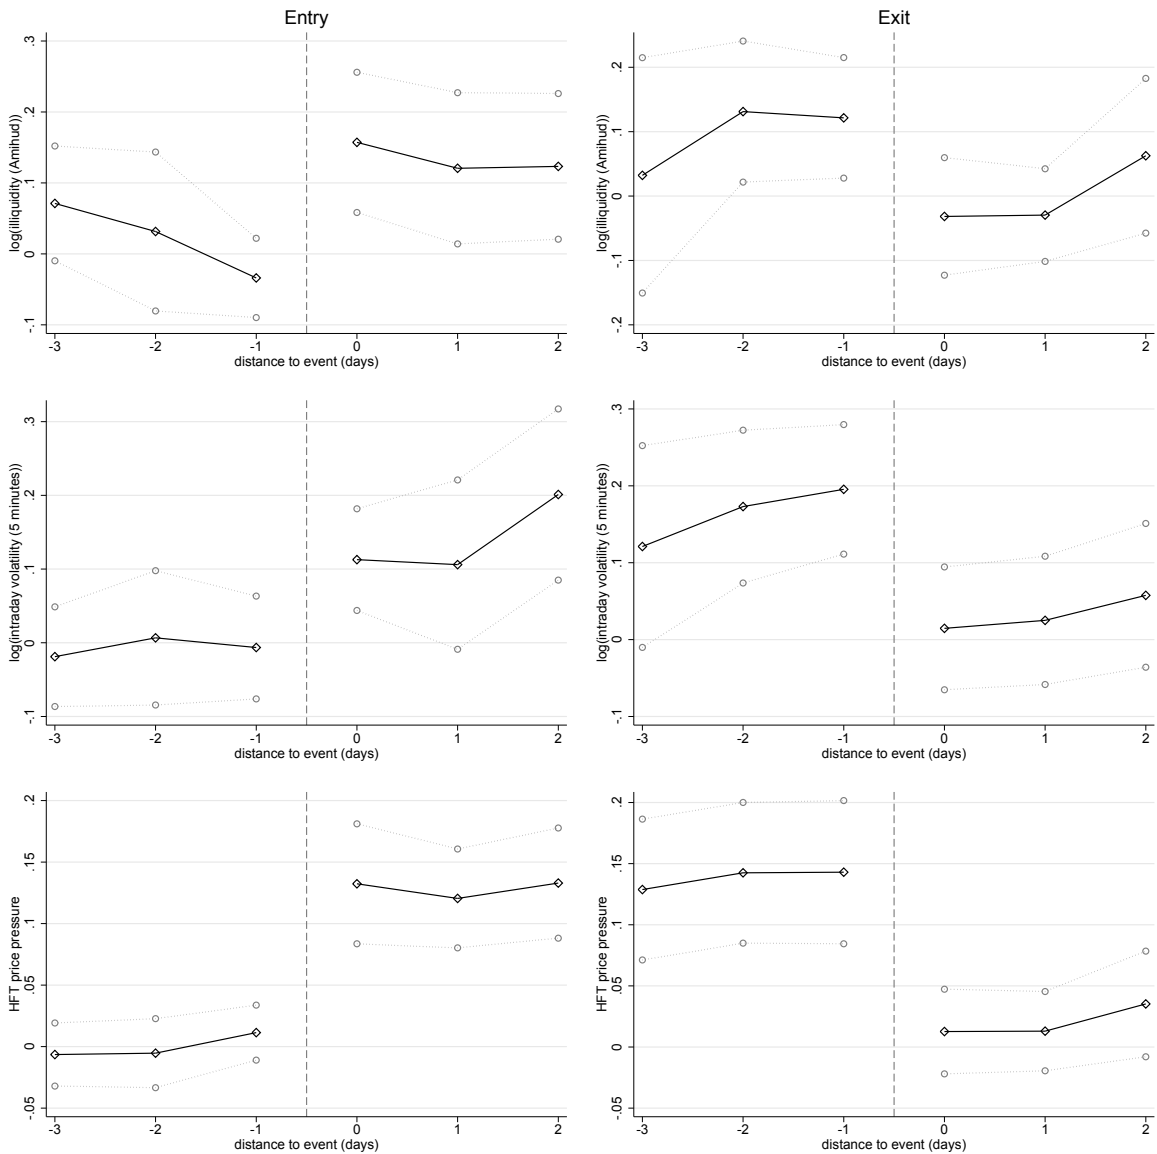 Entry
Exit
log(illiquidity (Amihud))
.3
.2
.1
0
-.1
-3 -2 -1 0 1 2
distance to event (days)
log(illiquidity (Amihud))
.2
.1
0
-.1
-.2
-3 -2 -1 0 1 2
distance to event (days)
log(intraday volatility (5 minutes))
.3
.2
.1
0
-.1
-3 -2 -1 0 1 2
distance to event (days)
log(intraday volatility (5 minutes))
.3
.2
.1
0
-.1
-3 -2 -1 0 1 2
distance to event (days)
HFT price pressure
.2
.15
.1
.05
0
-.05
-3 -2 -1 0 1 2
distance to event (days)
HFT price pressure
.2
.15
.1
.05
0
-.05
-3 -2 -1 0 1 2
distance to event (days)